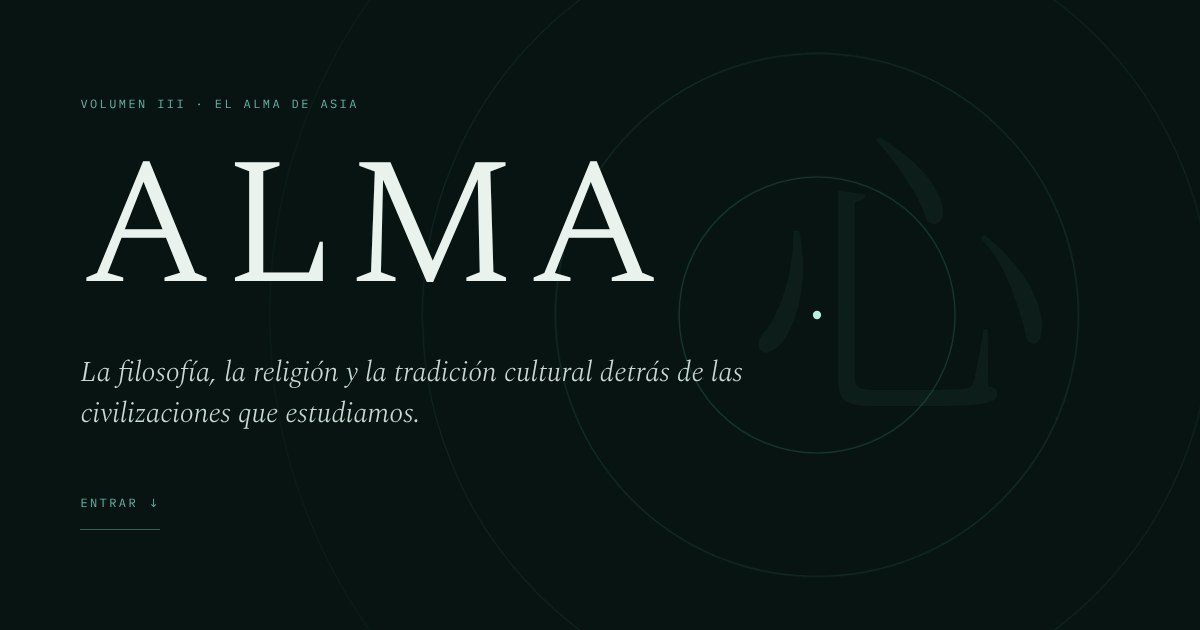 VOLUMEN III · EL ALMA DE ASIA
ALMA
心
La filosofía, la religión y la tradición cultural detrás de las
civilizaciones que estudiamos.
ENTRAR ↓